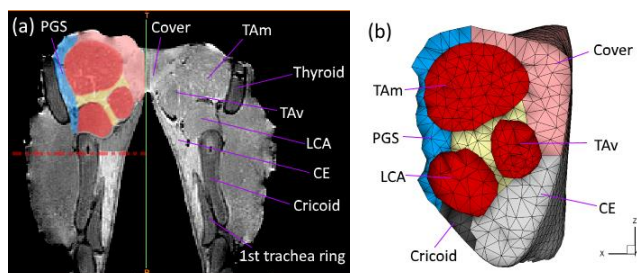 (a)
PGS
Cover
TAm
Thyroid
TAv
LCA
CE
Cricoid
1st trachea ring
T
(b)
Cover
TAm
TAv
PGS
LCA
CE
Cricoid
z
x